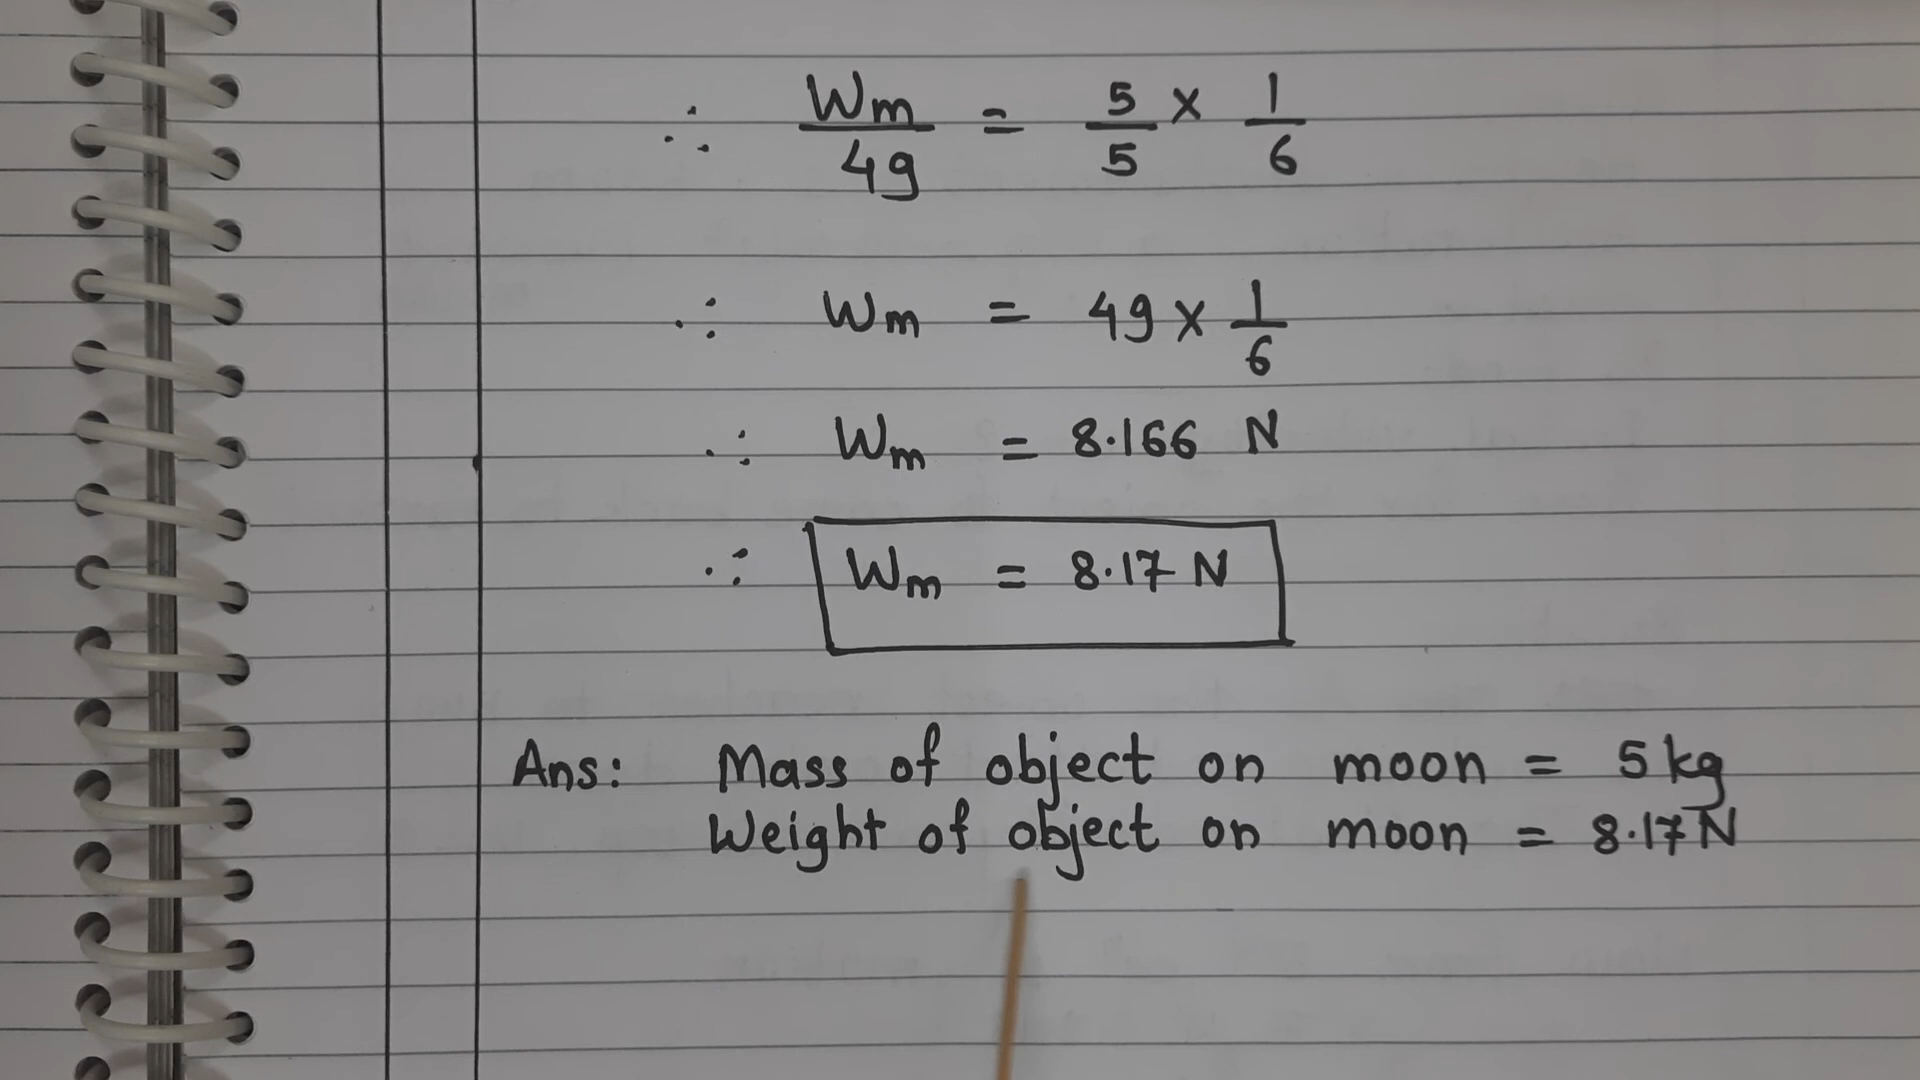 ∴ Wm/49 = 5/5 × 1/6
∴ Wm = 49 × 1/6
∴ Wm = 8.166 N
∴ Wm = 8.17 N
Ans: Mass of object on moon = 5 kg
Weight of object on moon = 8.17 N